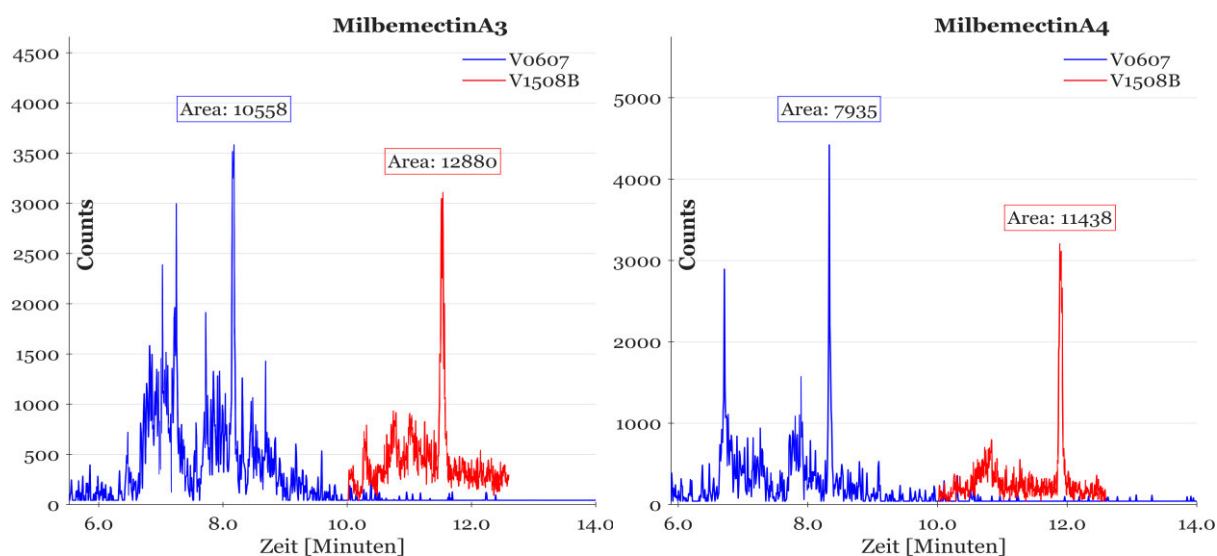 MilbemectinA3
V0607
V1508B
Area: 10558
Area: 12880
Counts
4500
4000
3500
3000
2500
2000
1500
1000
500
0
6.0 8.0 10.0 12.0 14.0
Zeit [Minuten]
MilbemectinA4
V0607
V1508B
Area: 7935
Area: 11438
Counts
5000
4000
3000
2000
1000
0
6.0 8.0 10.0 12.0 14.0
Zeit [Minuten]